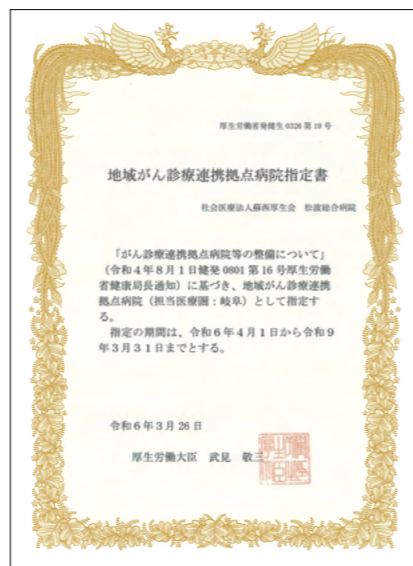 厚生労働省発健生0326第19号
地域がん診療連携拠点病院指定書
社会医療法人蘇西厚生会　松波総合病院
「がん診療連携拠点病院等の整備について」
（令和４年８月１日健発0801第16号厚生労働
省健康局長通知）に基づき、地域がん診療連携
拠点病院（担当医療圏：岐阜）として指定す
る。
指定の期間は、令和６年４月１日から令和９
年３月３１日までとする。
令和６年３月26日
厚生労働大臣　武見　敬三